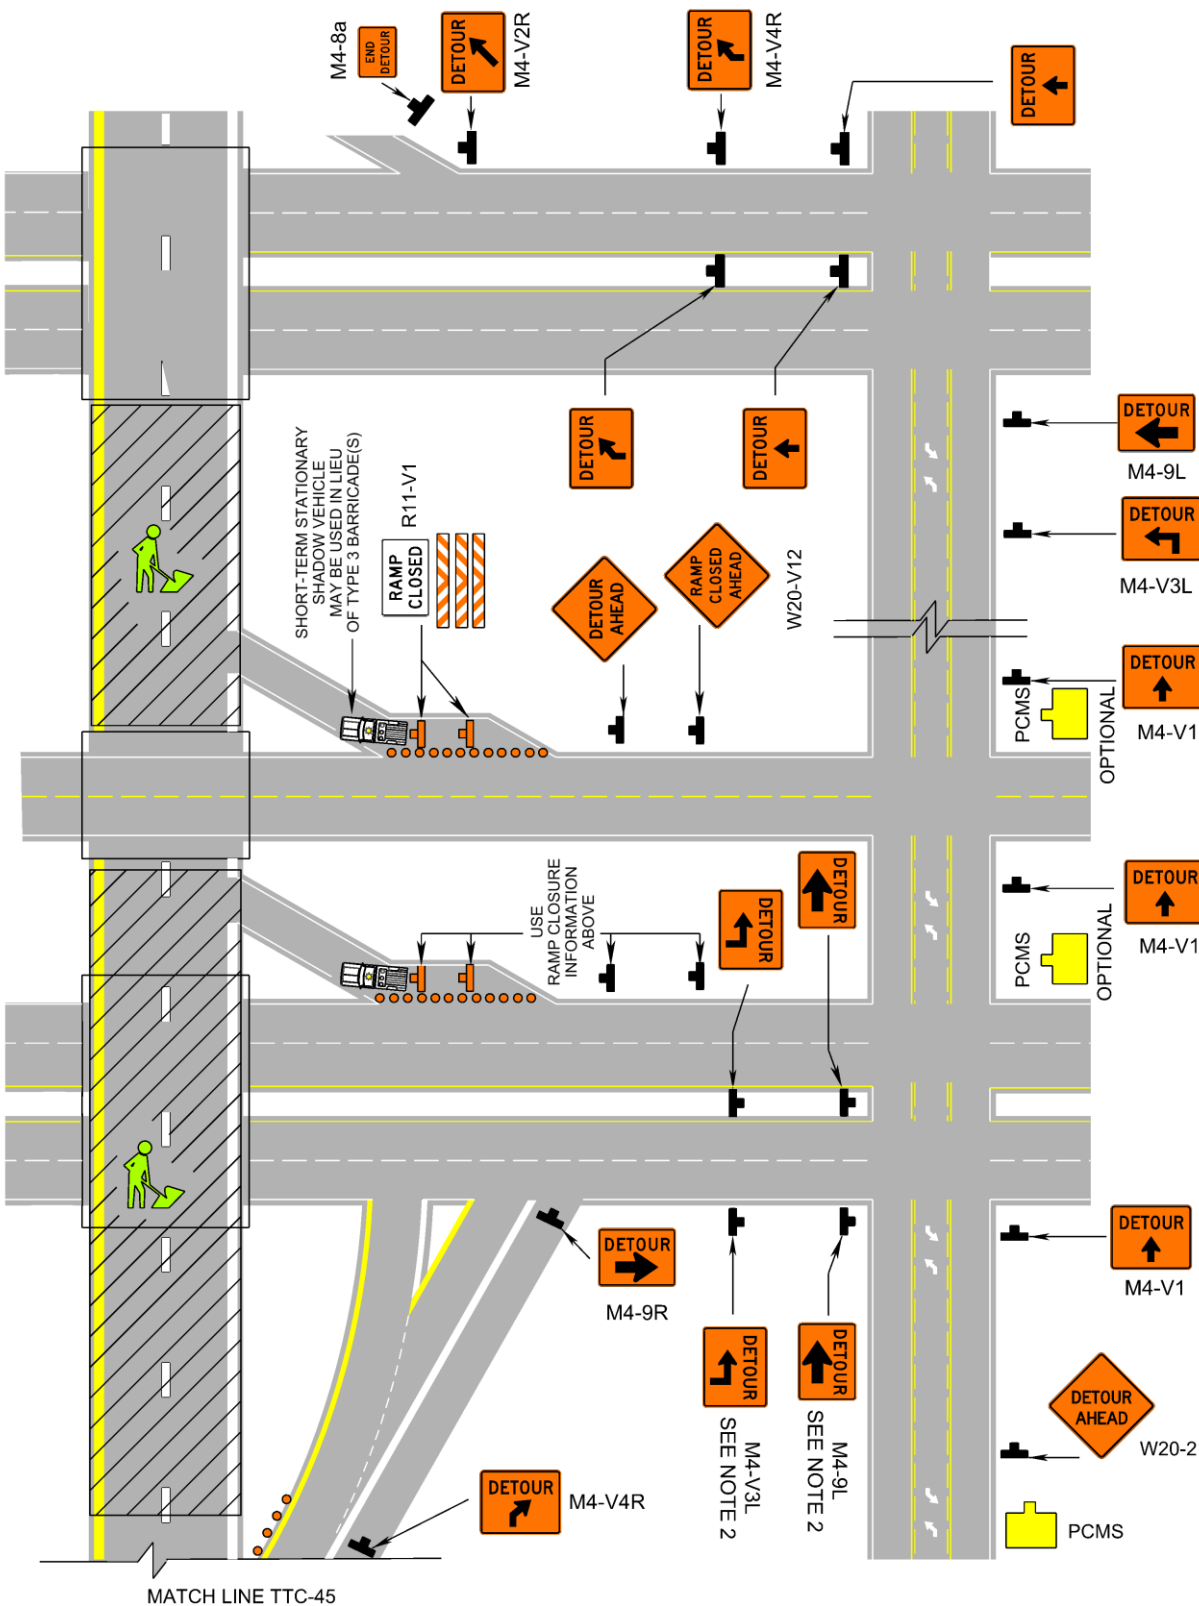 M4-8a
END
DETOUR
DETOUR
M4-V2R
DETOUR
M4-V4R
DETOUR
DETOUR
DETOUR
DETOUR
M4-9L
DETOUR
M4-V3L
SHORT-TERM STATIONARY
SHADOW VEHICLE
MAY BE USED IN LIEU
OF TYPE 3 BARRICADE(S)
R11-V1
RAMP
CLOSED
DETOUR
AHEAD
RAMP
CLOSED
AHEAD
W20-V12
DETOUR
M4-V1
PCMS
OPTIONAL
USE
RAMP CLOSURE
INFORMATION
ABOVE
DETOUR
DETOUR
DETOUR
M4-V1
PCMS
OPTIONAL
DETOUR
M4-9R
DETOUR
M4-V3L
SEE NOTE 2
DETOUR
M4-9L
SEE NOTE 2
DETOUR
M4-V1
DETOUR
AHEAD
W20-2
DETOUR
M4-V4R
PCMS
MATCH LINE TTC-45